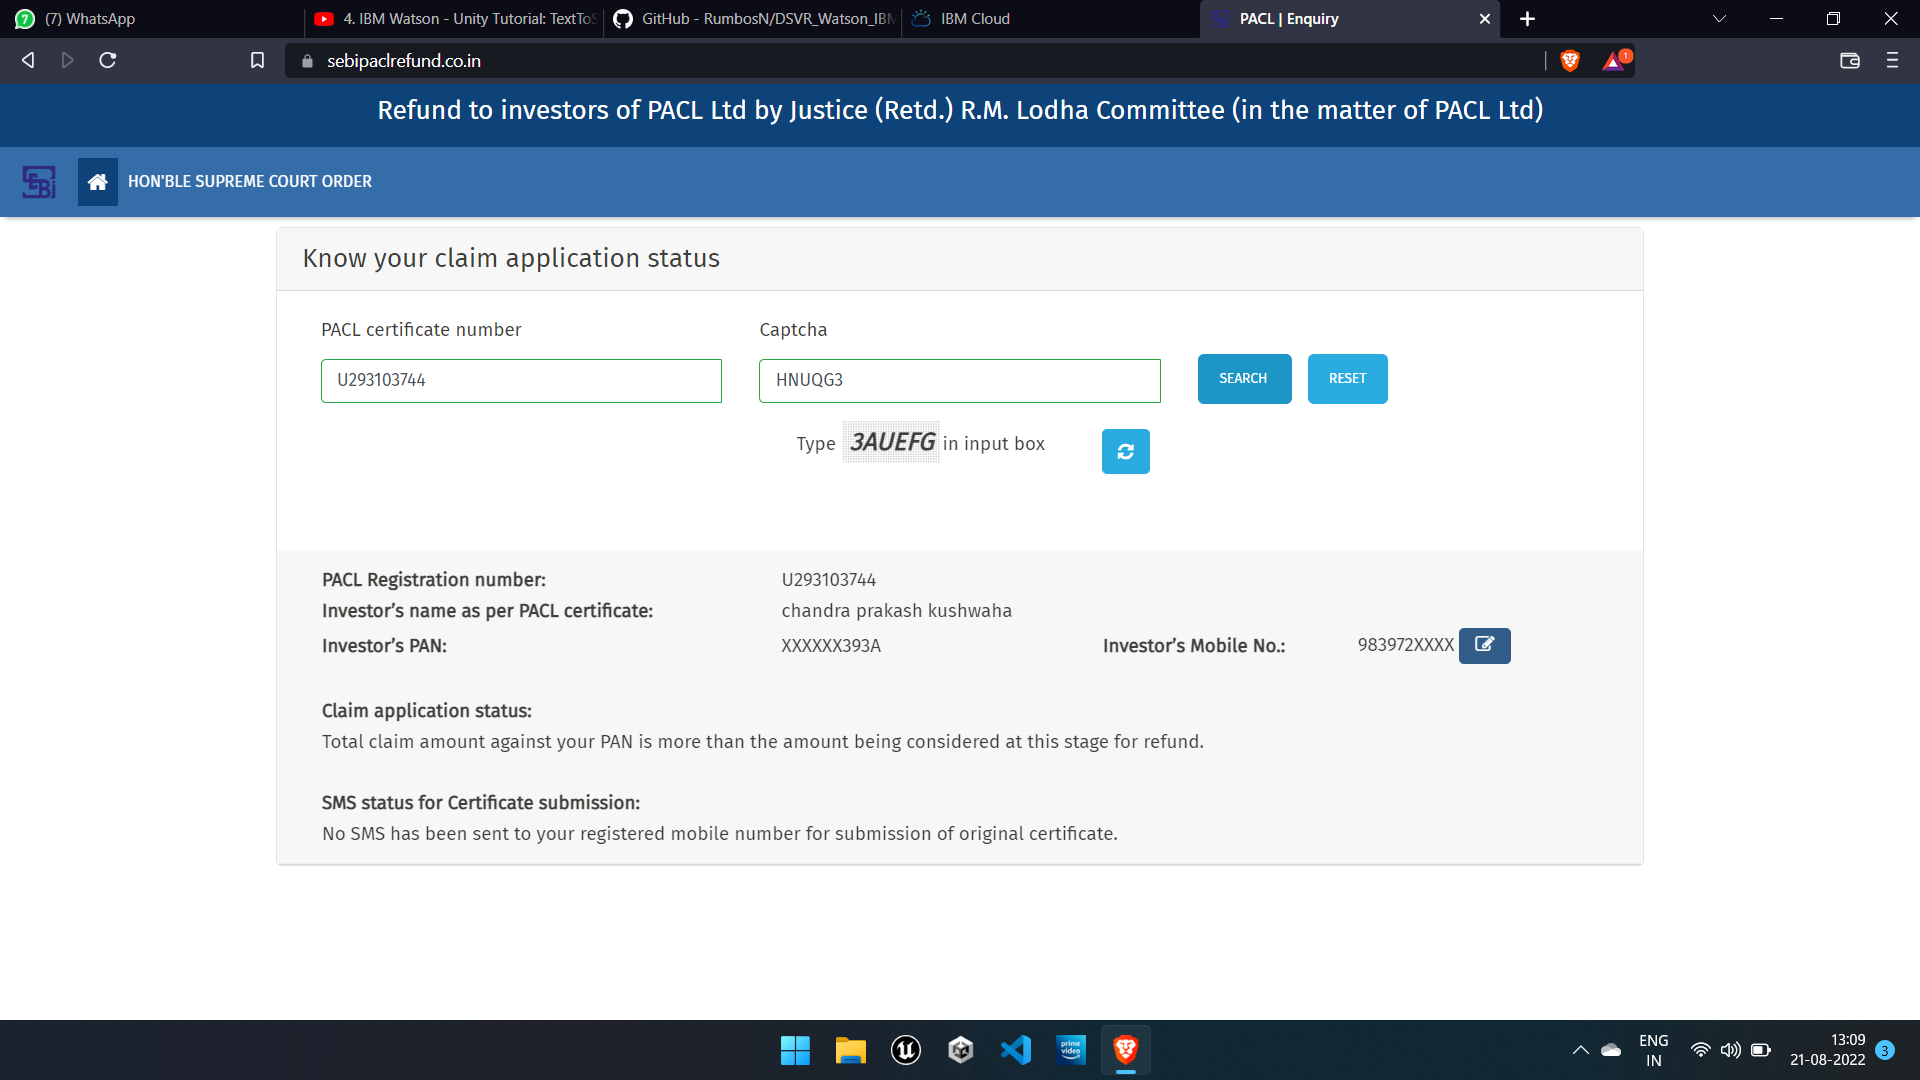 7 (7) WhatsApp
4. IBM Watson - Unity Tutorial: TextToS
GitHub - RumbosN/DSVR_Watson_IBM
IBM Cloud
PACL | Enquiry
sebipaclrefund.co.in
1
Refund to investors of PACL Ltd by Justice (Retd.) R.M. Lodha Committee (in the matter of PACL Ltd)
SEBI
HON'BLE SUPREME COURT ORDER
Know your claim application status
PACL certificate number
Captcha
U293103744
HNUQG3
SEARCH
RESET
Type 3AUEFG in input box
PACL Registration number: U293103744
Investor’s name as per PACL certificate: chandra prakash kushwaha
Investor’s PAN: XXXXXX393A Investor’s Mobile No.: 983972XXXX
Claim application status:
Total claim amount against your PAN is more than the amount being considered at this stage for refund.
SMS status for Certificate submission:
No SMS has been sent to your registered mobile number for submission of original certificate.
prime
video
ENG
IN
13:09
21-08-2022
3